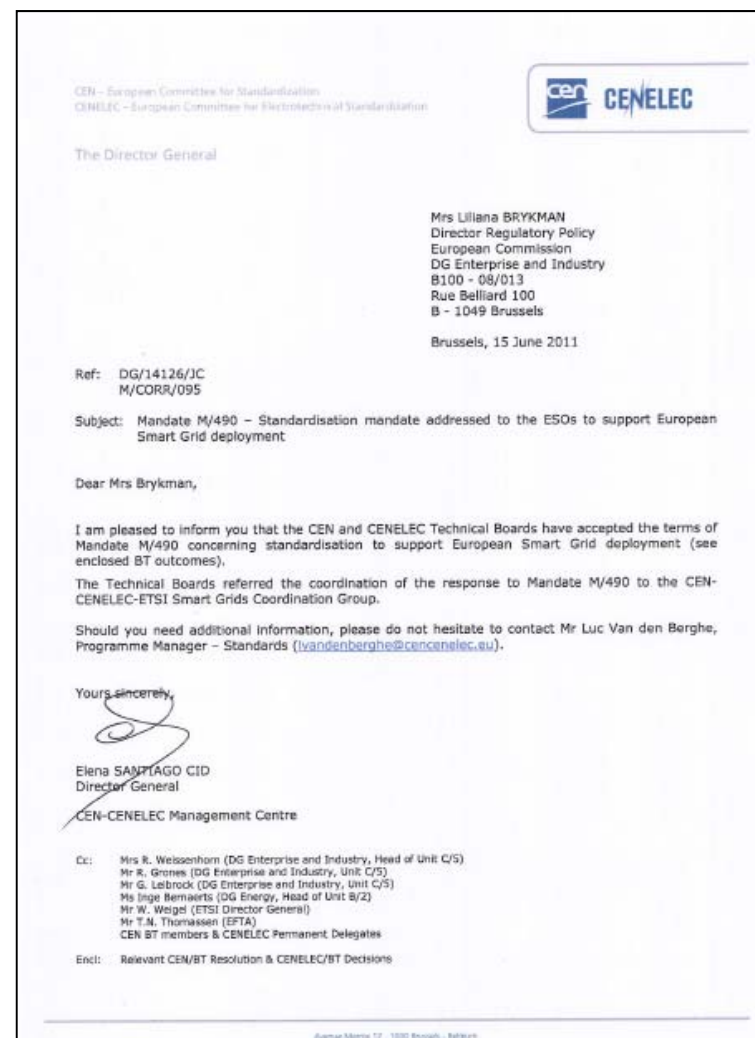 CEN – European Committee for Standardization
CENELEC – European Committee for Electrotechnical Standardization
cen CENELEC
The Director General
Mrs Liliana BRYKMAN
Director Regulatory Policy
European Commission
DG Enterprise and Industry
B100 - 08/013
Rue Belliard 100
B - 1049 Brussels
Brussels, 15 June 2011
Ref: DG/14126/JC
M/CORR/095
Subject: Mandate M/490 – Standardisation mandate addressed to the ESOs to support European
Smart Grid deployment
Dear Mrs Brykman,
I am pleased to inform you that the CEN and CENELEC Technical Boards have accepted the terms of
Mandate M/490 concerning standardisation to support European Smart Grid deployment (see
enclosed BT outcomes).
The Technical Boards referred the coordination of the response to Mandate M/490 to the CEN-
CENELEC-ETSI Smart Grids Coordination Group.
Should you need additional information, please do not hesitate to contact Mr Luc Van den Berghe,
Programme Manager – Standards (lvandenberghe@cencenelec.eu).
Yours sincerely,
Elena SANTIAGO CID
Director General
CEN-CENELEC Management Centre
Cc: Mrs R. Weissenhorn (DG Enterprise and Industry, Head of Unit C/5)
Mr R. Grones (DG Enterprise and Industry, Unit C/5)
Mr G. Leibrock (DG Enterprise and Industry, Unit C/5)
Ms Inge Bernaerts (DG Energy, Head of Unit B/2)
Mr W. Weigel (ETSI Director General)
Mr T.N. Thomassen (EFTA)
CEN BT members & CENELEC Permanent Delegates
Encl: Relevant CEN/BT Resolution & CENELEC/BT Decisions